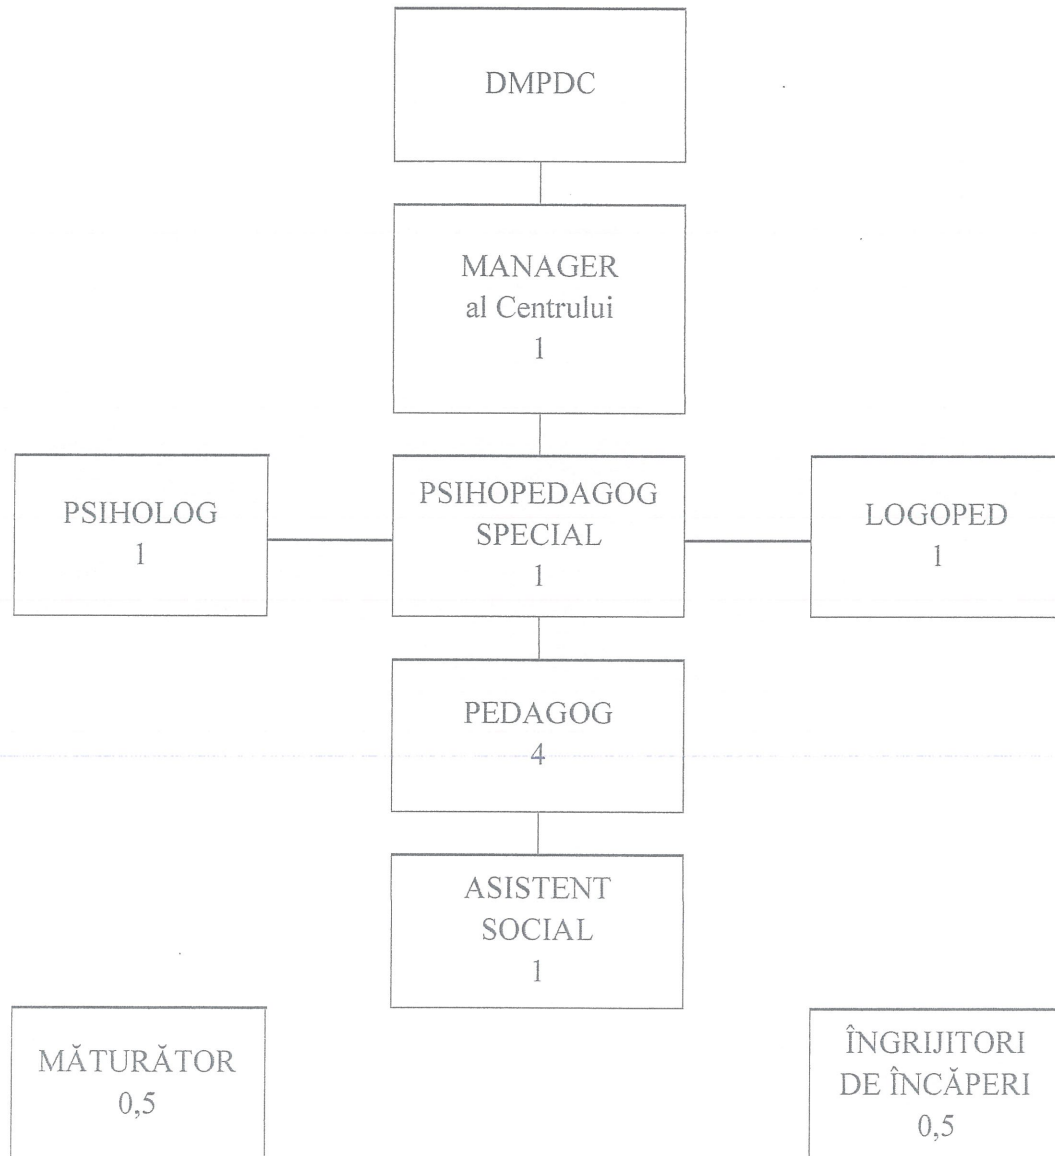 DMPDC
MANAGER
al Centrului
1
PSIHOLOG
1
PSIHOPEDAGOG
SPECIAL
1
LOGOPED
1
PEDAGOG
4
ASISTENT
SOCIAL
1
MĂTURĂTOR
0,5
ÎNGRIJITORI
DE ÎNCĂPERI
0,5